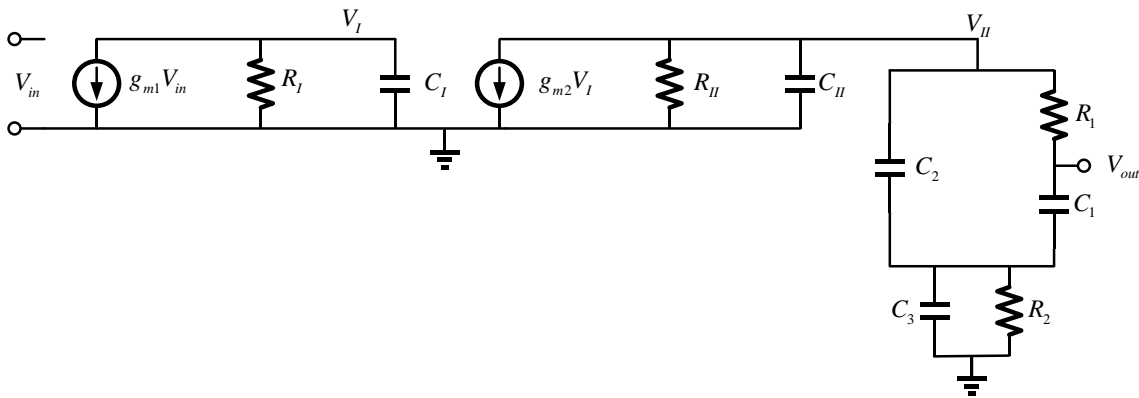 V_I
V_II
V_in
g_m1 V_in
R_I
C_I
g_m2 V_I
R_II
C_II
R_1
C_2
V_out
C_1
C_3
R_2